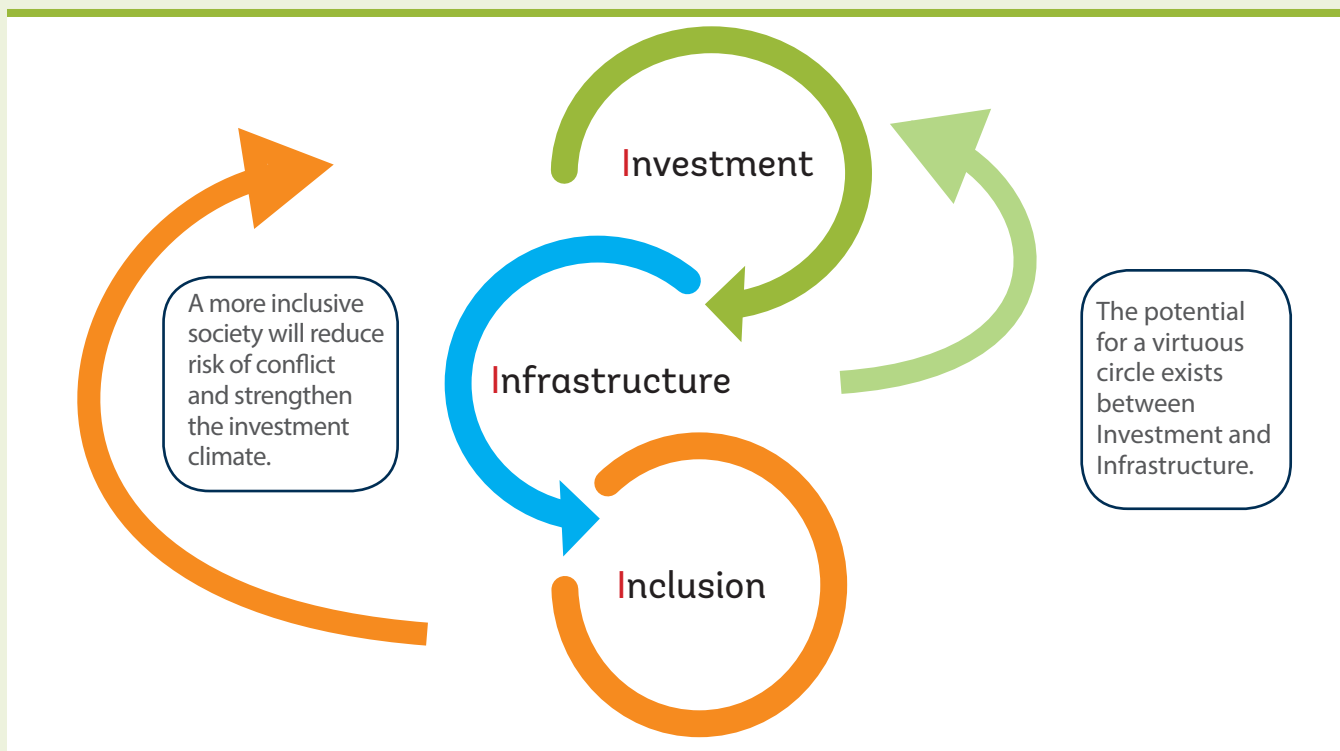 Investment
Infrastructure
Inclusion
A more inclusive
society will reduce
risk of conflict
and strengthen
the investment
climate.
The potential
for a virtuous
circle exists
between
Investment and
Infrastructure.